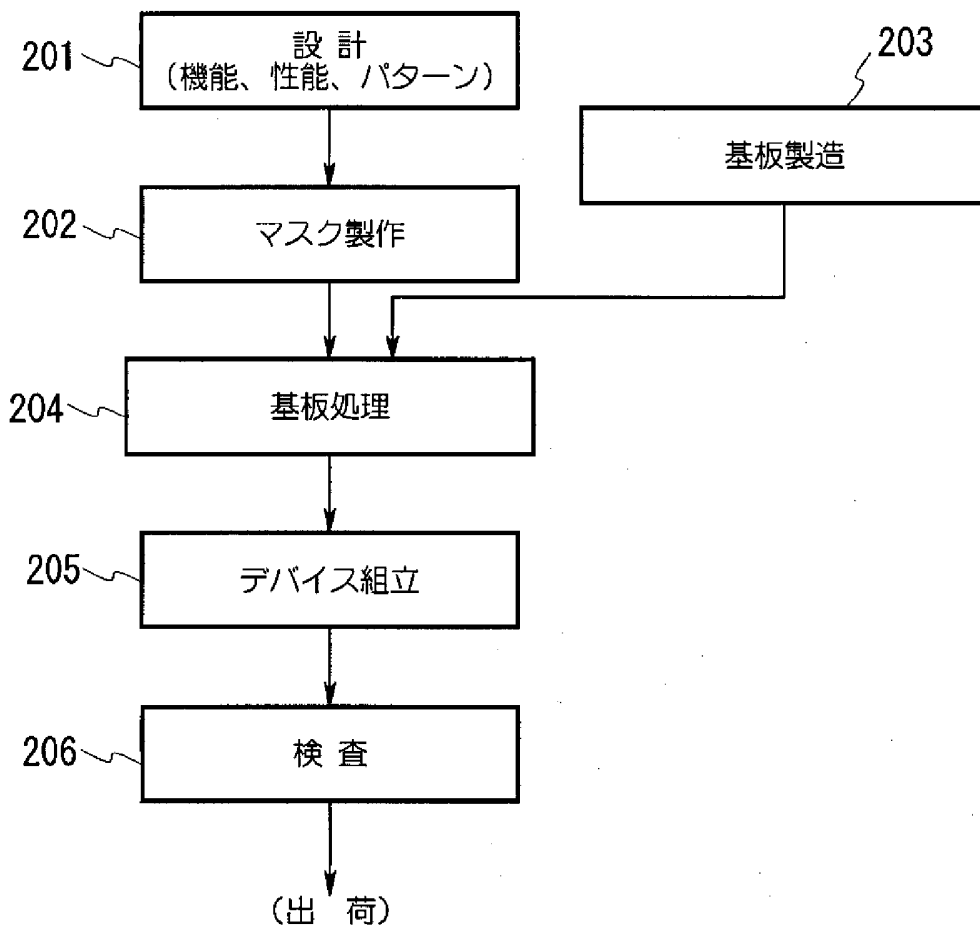 201
設 計
(機能、性能、パターン)
203
基板製造
202
マスク製作
204
基板処理
205
デバイス組立
206
検 査
(出 荷)